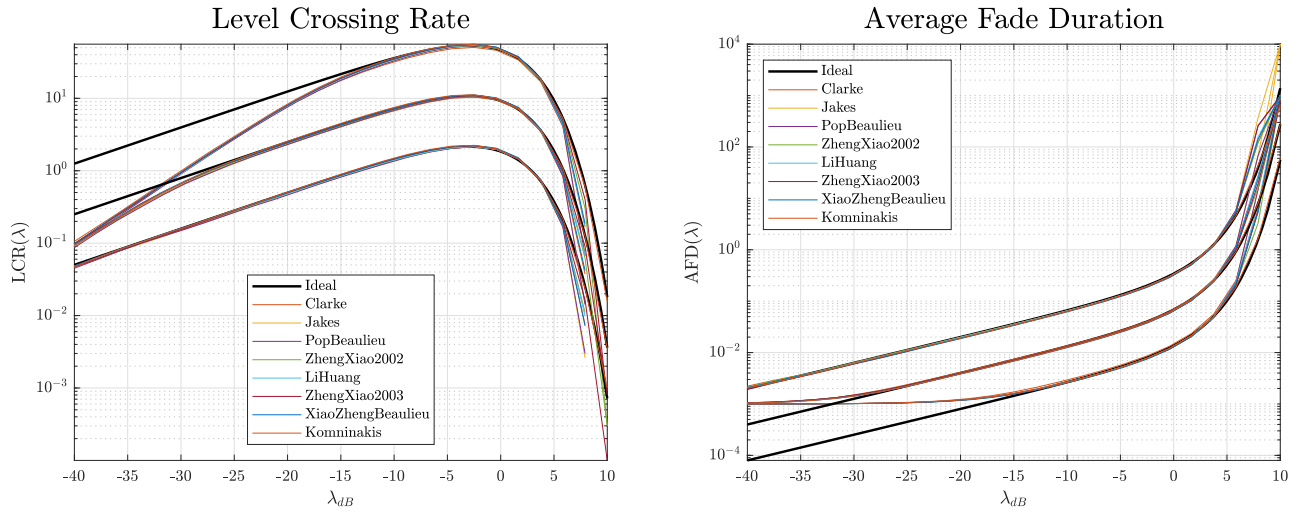 Level Crossing Rate
LCR(λ)
10^1
10^0
10^-1
10^-2
10^-3
Ideal
Clarke
Jakes
PopBeaulieu
ZhengXiao2002
LiHuang
ZhengXiao2003
XiaoZhengBeaulieu
Komninakis
-40 -35 -30 -25 -20 -15 -10 -5 0 5 10
λ_dB
Average Fade Duration
AFD(λ)
10^4
10^2
10^0
10^-2
10^-4
Ideal
Clarke
Jakes
PopBeaulieu
ZhengXiao2002
LiHuang
ZhengXiao2003
XiaoZhengBeaulieu
Komninakis
-40 -35 -30 -25 -20 -15 -10 -5 0 5 10
λ_dB